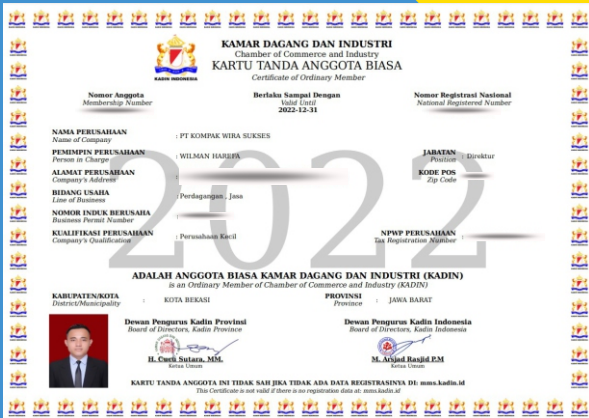 KADIN INDONESIA
KAMAR DAGANG DAN INDUSTRI
Chamber of Commerce and Industry
KARTU TANDA ANGGOTA BIASA
Certificate of Ordinary Member
Nomor Anggota
Membership Number
Berlaku Sampai Dengan
Valid Until
2022-12-31
Nomor Registrasi Nasional
National Registered Number
2022
NAMA PERUSAHAAN : PT KOMPAK WIRA SUKSES
Name of Company
PEMIMPIN PERUSAHAAN : WILMAN HAREFA JABATAN : Direktur
Person in Charge Position
ALAMAT PERUSAHAAN : KODE POS :
Company's Address Zip Code
BIDANG USAHA : Perdagangan , Jasa
Line of Business
NOMOR INDUK BERUSAHA :
Business Permit Number
KUALIFIKASI PERUSAHAAN : Perusahaan Kecil NPWP PERUSAHAAN :
Company's Qualification Tax Registration Number
ADALAH ANGGOTA BIASA KAMAR DAGANG DAN INDUSTRI (KADIN)
is an Ordinary Member of Chamber of Commerce and Industry (KADIN)
KABUPATEN/KOTA : KOTA BEKASI PROVINSI : JAWA BARAT
District/Municipality Province
Dewan Pengurus Kadin Provinsi
Board of Directors, Kadin Province
H. Cucu Sutara, MM.
Ketua Umum
Dewan Pengurus Kadin Indonesia
Board of Directors, Kadin Indonesia
M. Arsjad Rasjid P.M
Ketua Umum
KARTU TANDA ANGGOTA INI TIDAK SAH JIKA TIDAK ADA DATA REGISTRASINYA DI: mms.kadin.id
This Certificate is not valid if there is no registration data at: mms.kadin.id